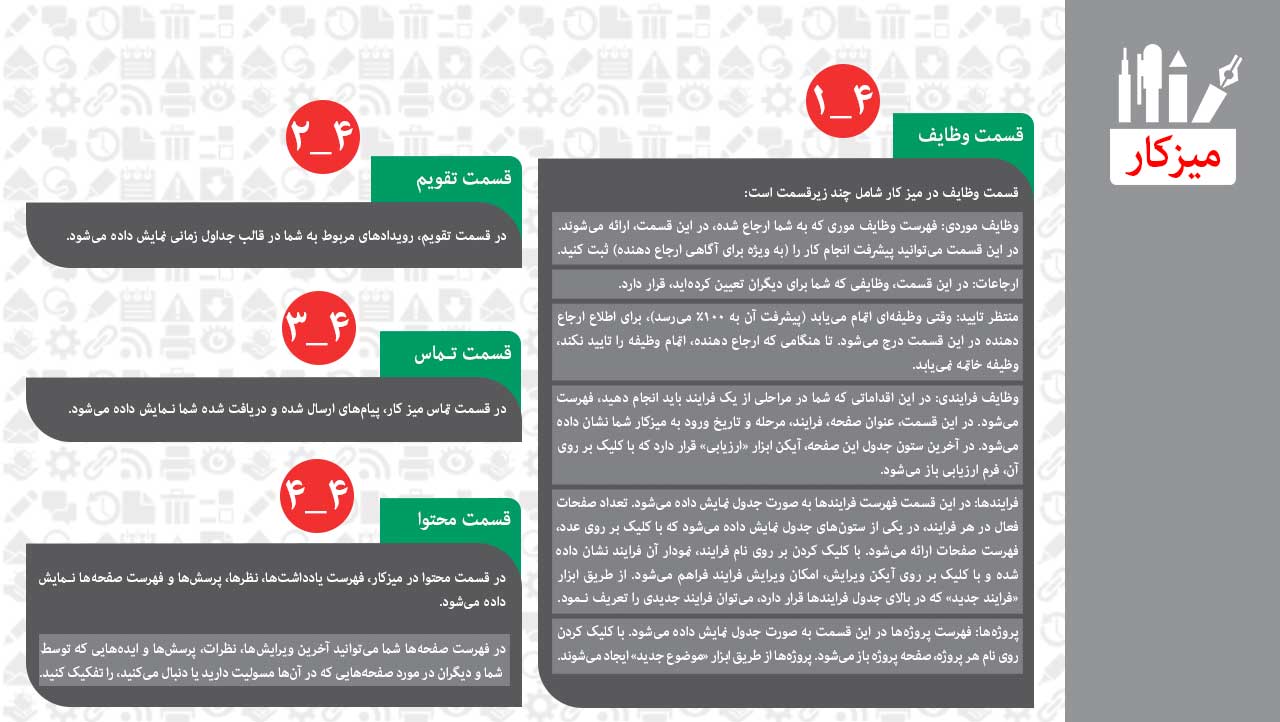 میزکار
۴_۱
قسمت وظایف
قسمت وظایف در میز کار شامل چند زیرقسمت است:
وظایف موردی: فهرست وظایف موری که به شما ارجاع شده، در این قسمت، ارائه می‌شوند.
در این قسمت می‌توانید پیشرفت انجام کار را (به ویژه برای آگاهی ارجاع دهنده) ثبت کنید.
ارجاعات: در این قسمت، وظایفی که شما برای دیگران تعیین کرده‌اید، قرار دارد.
منتظر تایید: وقتی وظیفه‌ای اتمام می‌یابد (پیشرفت آن به ۱۰۰٪ می‌رسد)، برای اطلاع ارجاع
دهنده در این قسمت درج می‌شود. تا هنگامی که ارجاع دهنده، اتمام وظیفه را تایید نکند،
وظیفه خاتمه نمی‌یابد.
وظایف فرایندی: در این اقداماتی که شما در مراحلی از یک فرایند باید انجام دهید، فهرست
می‌شود. در این قسمت، عنوان صفحه، فرایند، مرحله و تاریخ ورود به میزکار شما نشان داده
می‌شود. در آخرین ستون جدول این صفحه، آیکن ابزار «ارزیابی» قرار دارد که با کلیک بر روی
آن، فرم ارزیابی باز می‌شود.
فرایندها: در این قسمت فهرست فرایندها به صورت جدول نمایش داده می‌شود. تعداد صفحات
فعال در هر فرایند، در یکی از ستون‌های جدول نمایش داده می‌شود که با کلیک بر روی عدد،
فهرست صفحات ارائه می‌شود. با کلیک کردن بر روی نام فرایند، نمودار آن فرایند نشان داده
شده و با کلیک بر روی آیکن ویرایش، امکان ویرایش فرایند فراهم می‌شود. از طریق ابزار
«فرایند جدید» که در بالای جدول فرایندها قرار دارد، می‌توان فرایند جدیدی را تعریف نـمود.
پروژه‌ها: فهرست پروژه‌ها در این قسمت به صورت جدول نمایش داده می‌شود. با کلیک کردن
روی نام هر پروژه، صفحه پروژه باز می‌شود. پروژه‌ها از طریق ابزار «موضوع جدید» ایجاد می‌شوند.
۴_۲
قسمت تقویم
در قسمت تقویم، رویدادهای مربوط به شما در قالب جداول زمانی نمایش داده می‌شود.
۴_۳
قسمت تـماس
در قسمت تماس میز کار، پیام‌های ارسال شده و دریافت شده شما نـمایش داده می‌شود.
۴_۴
قسمت محتوا
در قسمت محتوا در میزکار، فهرست یادداشت‌ها، نظرها، پرسش‌ها و فهرست صفحه‌ها نـمایش
داده می‌شود.
در فهرست صفحه‌ها شما می‌توانید آخرین ویرایش‌ها، نظرات، پرسش‌ها و ایده‌هایی که توسط
شما و دیگران در مورد صفحه‌هایی که در آن‌ها مسولیت دارید یا دنبال می‌کنید، را تفکیک کنید.